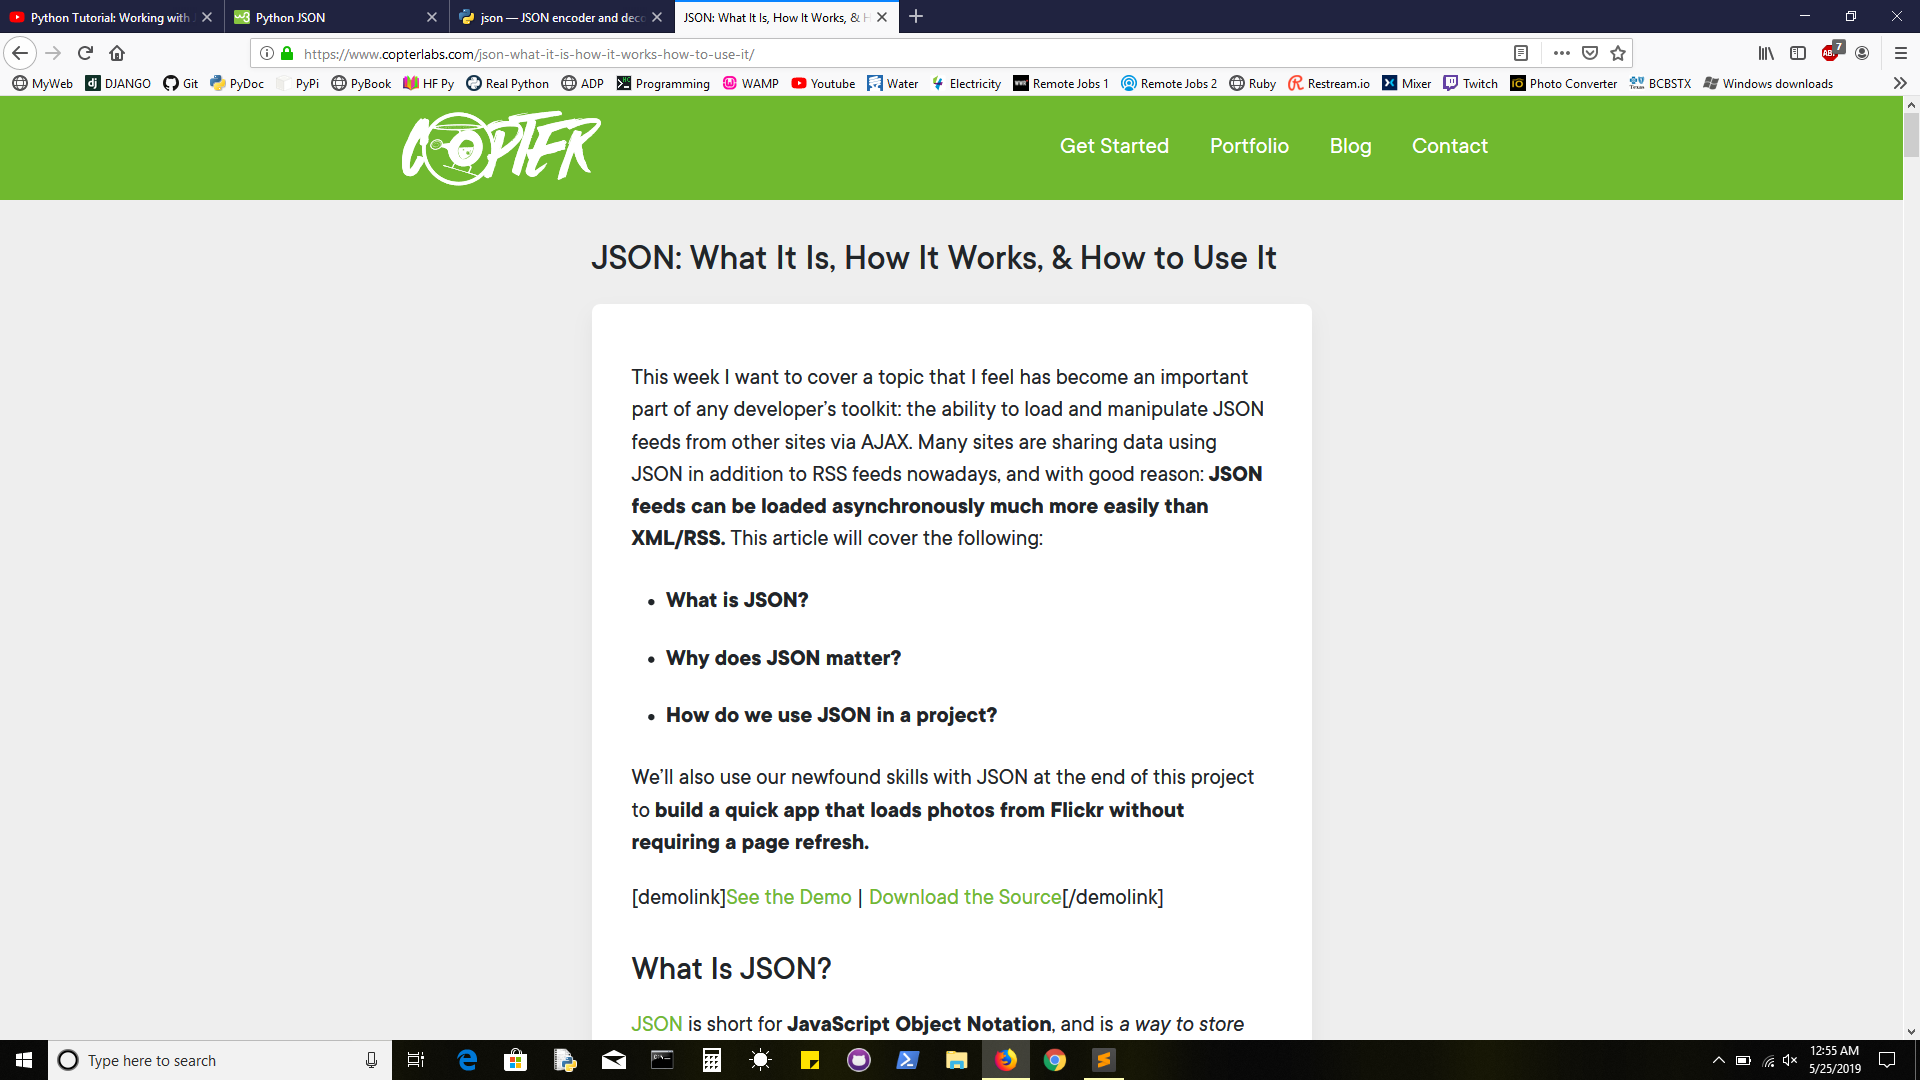 Python Tutorial: Working with
Python JSON
json — JSON encoder and deco
JSON: What It Is, How It Works, & H
https://www.copterlabs.com/json-what-it-is-how-it-works-how-to-use-it/
ABP
7
MyWeb
dj DJANGO
Git
PyDoc
PyPi
PyBook
HF Py
Real Python
ADP
Programming
WAMP
Youtube
Water
Electricity
Remote Jobs 1
Remote Jobs 2
Ruby
Restream.io
Mixer
Twitch
Photo Converter
BCBSTX
Windows downloads
COPTER
Get Started
Portfolio
Blog
Contact
JSON: What It Is, How It Works, & How to Use It
This week I want to cover a topic that I feel has become an important
part of any developer’s toolkit: the ability to load and manipulate JSON
feeds from other sites via AJAX. Many sites are sharing data using
JSON in addition to RSS feeds nowadays, and with good reason: JSON
feeds can be loaded asynchronously much more easily than
XML/RSS. This article will cover the following:
• What is JSON?
• Why does JSON matter?
• How do we use JSON in a project?
We’ll also use our newfound skills with JSON at the end of this project
to build a quick app that loads photos from Flickr without
requiring a page refresh.
[demolink]See the Demo | Download the Source[/demolink]
What Is JSON?
JSON is short for JavaScript Object Notation, and is a way to store
Type here to search
12:55 AM
5/25/2019